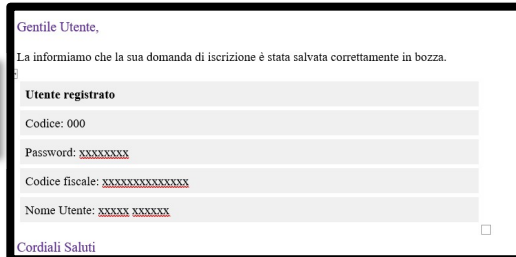 Gentile Utente,
La informiamo che la sua domanda di iscrizione è stata salvata correttamente in bozza.
Utente registrato
Codice: 000
Password: xxxxxxxx
Codice fiscale: xxxxxxxxxxxxxx
Nome Utente: xxxxx xxxxxx
Cordiali Saluti